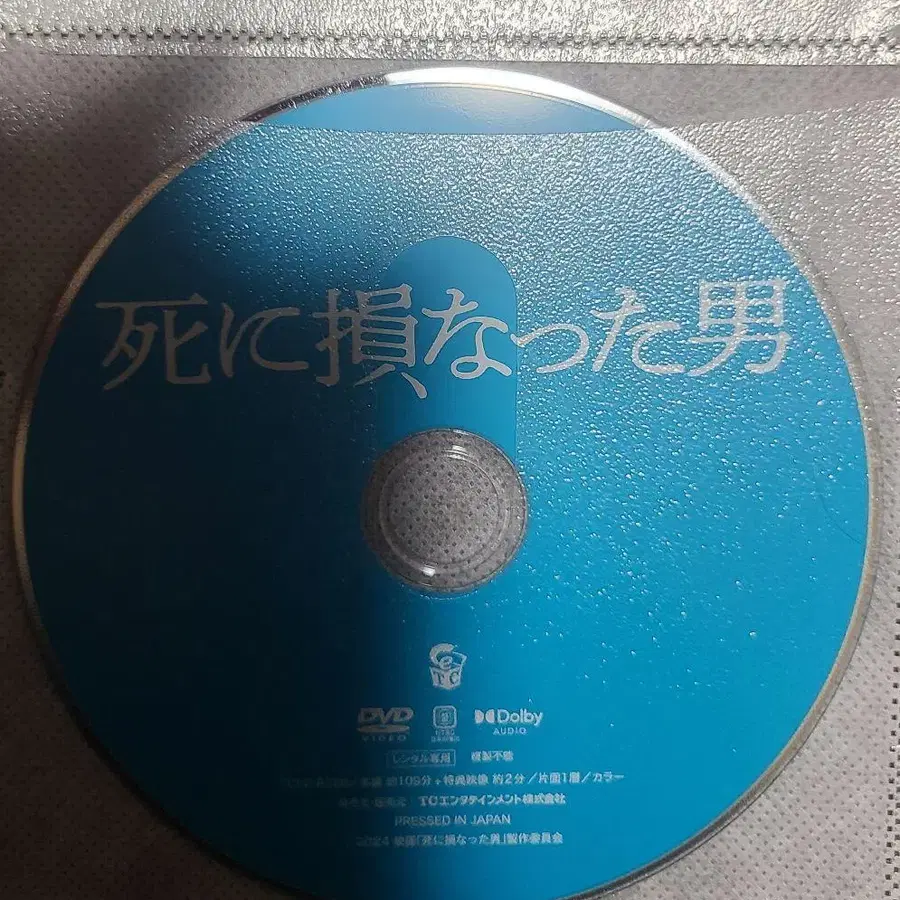 死に損なった男
TC
DVD
VIDEO
Dolby
AUDIO
レンタル専用 複製不能
本編 約109分+特典映像 約2分/片面1層/カラー
TCエンタテインメント株式会社
PRESSED IN JAPAN
2024 映画「死に損なった男」製作委員会